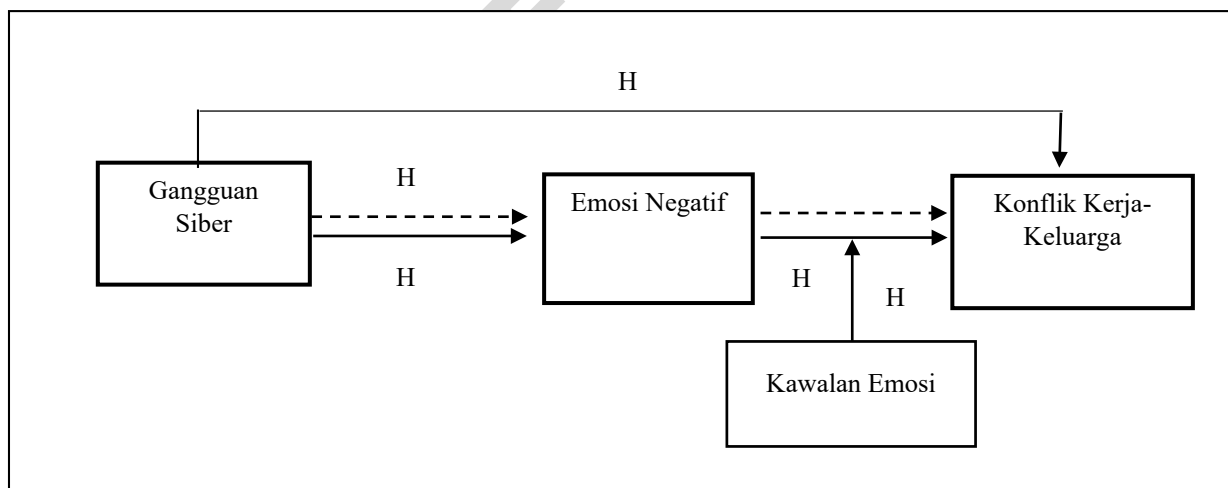 H
Gangguan
Siber
H
H
Emosi Negatif
H
H
Konflik Kerja-
Keluarga
Kawalan Emosi